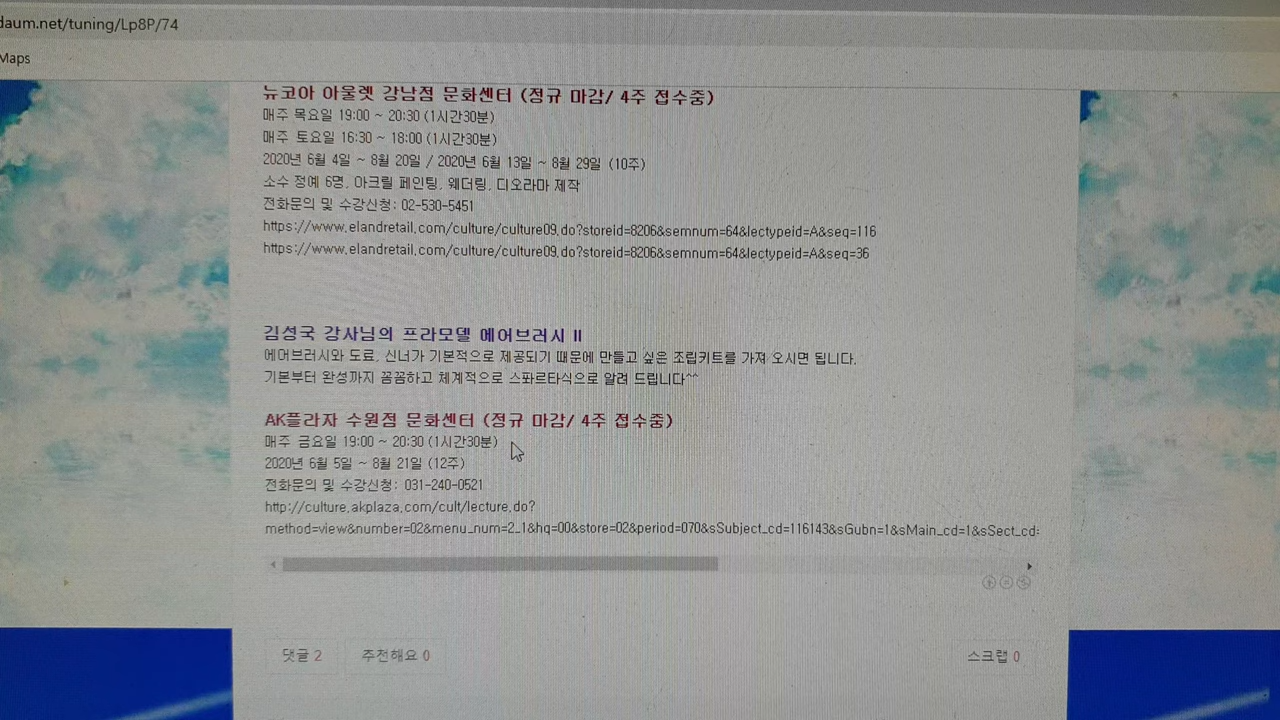 daum.net/tuning/Lp8P/74
Maps
뉴코아 아울렛 강남점 문화센터 (정규 마감/ 4주 접수중)
매주 목요일 19:00 ~ 20:30 (1시간30분)
매주 토요일 16:30 ~ 18:00 (1시간30분)
2020년 6월 4일 ~ 8월 20일 / 2020년 6월 13일 ~ 8월 29일 (10주)
소수 정예 6명, 아크릴 페인팅, 웨더링, 디오라마 제작
전화문의 및 수강신청: 02-530-5451
https://www.elandretail.com/culture/culture09.do?storeid=8206&semnum=64&lectypeid=A&seq=116
https://www.elandretail.com/culture/culture09.do?storeid=8206&semnum=64&lectypeid=A&seq=36
김성국 강사님의 프라모델 에어브러시 II
에어브러시와 도료, 신너가 기본적으로 제공되기 때문에 만들고 싶은 조립키트를 가져 오시면 됩니다.
기본부터 완성까지 꼼꼼하고 체계적으로 스파르타식으로 알려 드립니다^^
AK플라자 수원점 문화센터 (정규 마감/ 4주 접수중)
매주 금요일 19:00 ~ 20:30 (1시간30분)
2020년 6월 5일 ~ 8월 21일 (12주)
전화문의 및 수강신청: 031-240-0521
http://culture.akplaza.com/cult/lecture.do?
method=view&number=02&menu_num=2_1&hq=00&store=02&period=070&sSubject_cd=116143&sGubn=1&sMain_cd=1&sSect_cd=
댓글 2 추천해요 0 스크랩 0